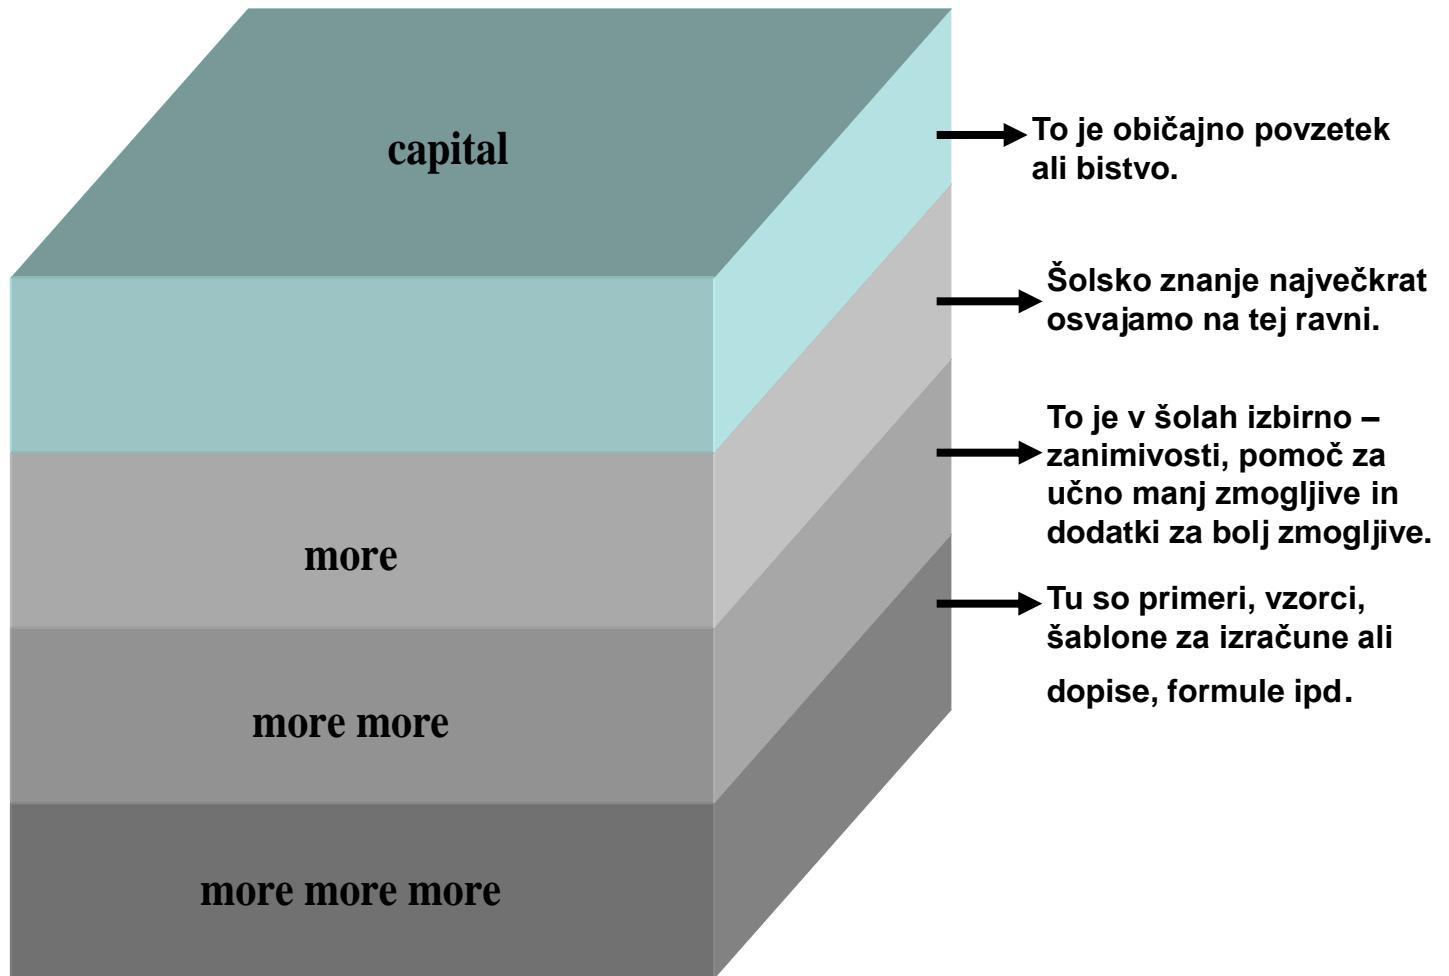 capital
To je običajno povzetek
ali bistvo.
Šolsko znanje največkrat
osvajamo na tej ravni.
more
To je v šolah izbirno –
zanimivosti, pomoč za
učno manj zmogljive in
dodatki za bolj zmogljive.
more more
Tu so primeri, vzorci,
šablone za izračune ali
dopise, formule ipd.
more more more